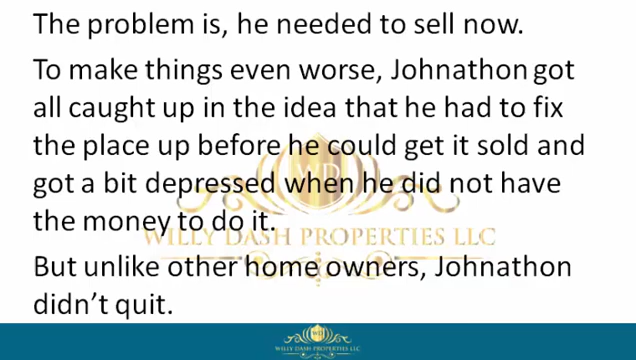 The problem is, he needed to sell now.
To make things even worse, Johnathon got
all caught up in the idea that he had to fix
the place up before he could get it sold and
got a bit depressed when he did not have
the money to do it.
WILLY DASH PROPERTIES LLC
But unlike other home owners, Johnathon
didn’t quit.
WILLY DASH PROPERTIES LLC